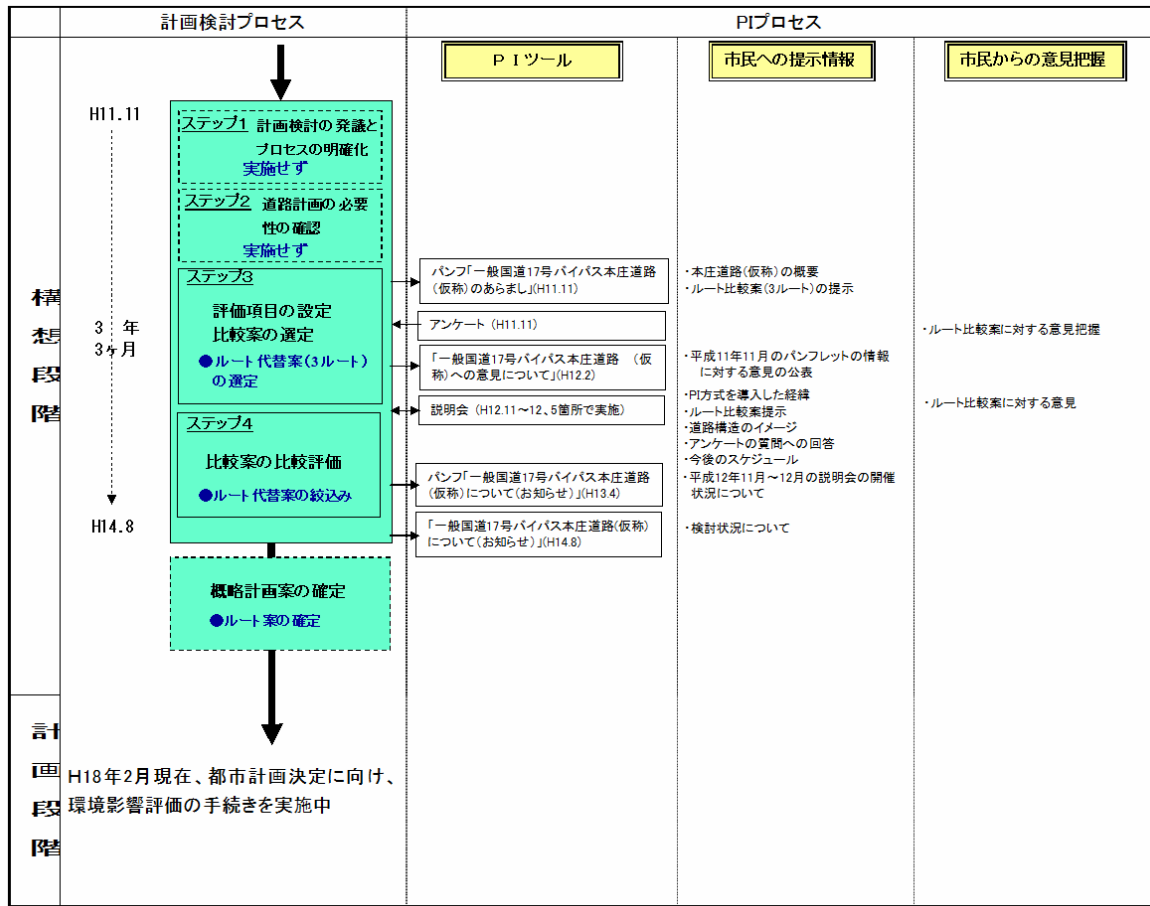 計画検討プロセス
PIプロセス
ＰＩツール
市民への提示情報
市民からの意見把握
構想段階
H11.11
3 年
3ヶ月
H14.8
ステップ1 計画検討の発議と
プロセスの明確化
実施せず
ステップ2 道路計画の必要
性の確認
実施せず
ステップ3
評価項目の設定
比較案の選定
●ルート代替案(3ルート)
の選定
ステップ4
比較案の比較評価
●ルート代替案の絞込み
概略計画案の確定
●ルート案の確定
パンフ「一般国道17号バイパス本庄道路
(仮称)のあらまし」(H11.11)
・本庄道路(仮称)の概要
・ルート比較案(3ルート)の提示
アンケート (H11.11)
・ルート比較案に対する意見把握
「一般国道17号バイパス本庄道路 (仮
称)への意見について」(H12.2)
・平成11年11月のパンフレットの情報
に対する意見の公表
説明会 (H12.11～12、5箇所で実施)
・PI方式を導入した経緯
・ルート比較案提示
・道路構造のイメージ
・アンケートの質問への回答
・今後のスケジュール
・ルート比較案に対する意見
パンフ「一般国道17号バイパス本庄道路
(仮称)について(お知らせ)」(H13.4)
・平成12年11月～12月の説明会の開催
状況について
「一般国道17号バイパス本庄道路(仮称)
について(お知らせ)」(H14.8)
・検討状況について
計画段階
H18年2月現在、都市計画決定に向け、
環境影響評価の手続きを実施中